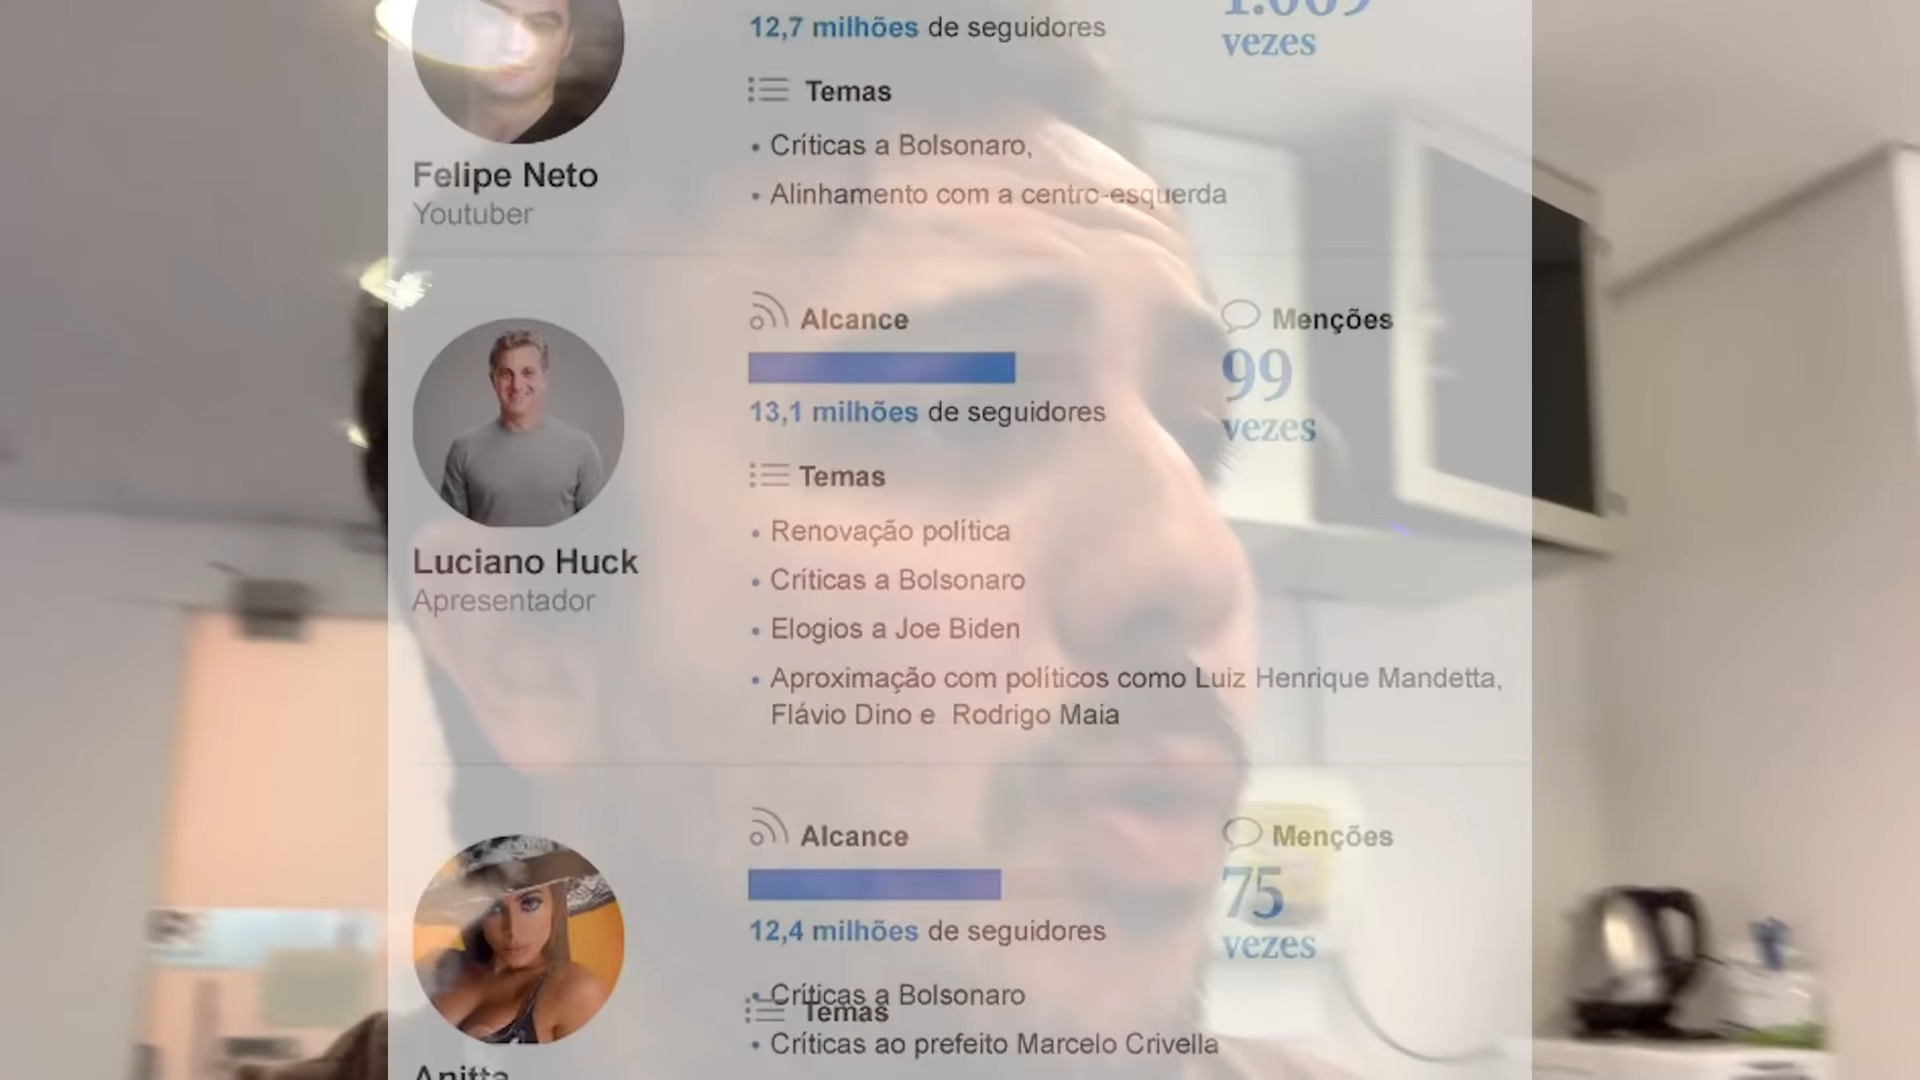 12,7 milhões de seguidores
vezes
Temas
• Críticas a Bolsonaro,
• Alinhamento com a centro-esquerda
Felipe Neto
Youtuber
Alcance
Menções
99
vezes
13,1 milhões de seguidores
Temas
• Renovação política
• Críticas a Bolsonaro
• Elogios a Joe Biden
• Aproximação com políticos como Luiz Henrique Mandetta,
Flávio Dino e Rodrigo Maia
Luciano Huck
Apresentador
Alcance
Menções
75
vezes
12,4 milhões de seguidores
• Críticas a Bolsonaro
Temas
• Críticas ao prefeito Marcelo Crivella
Anitta